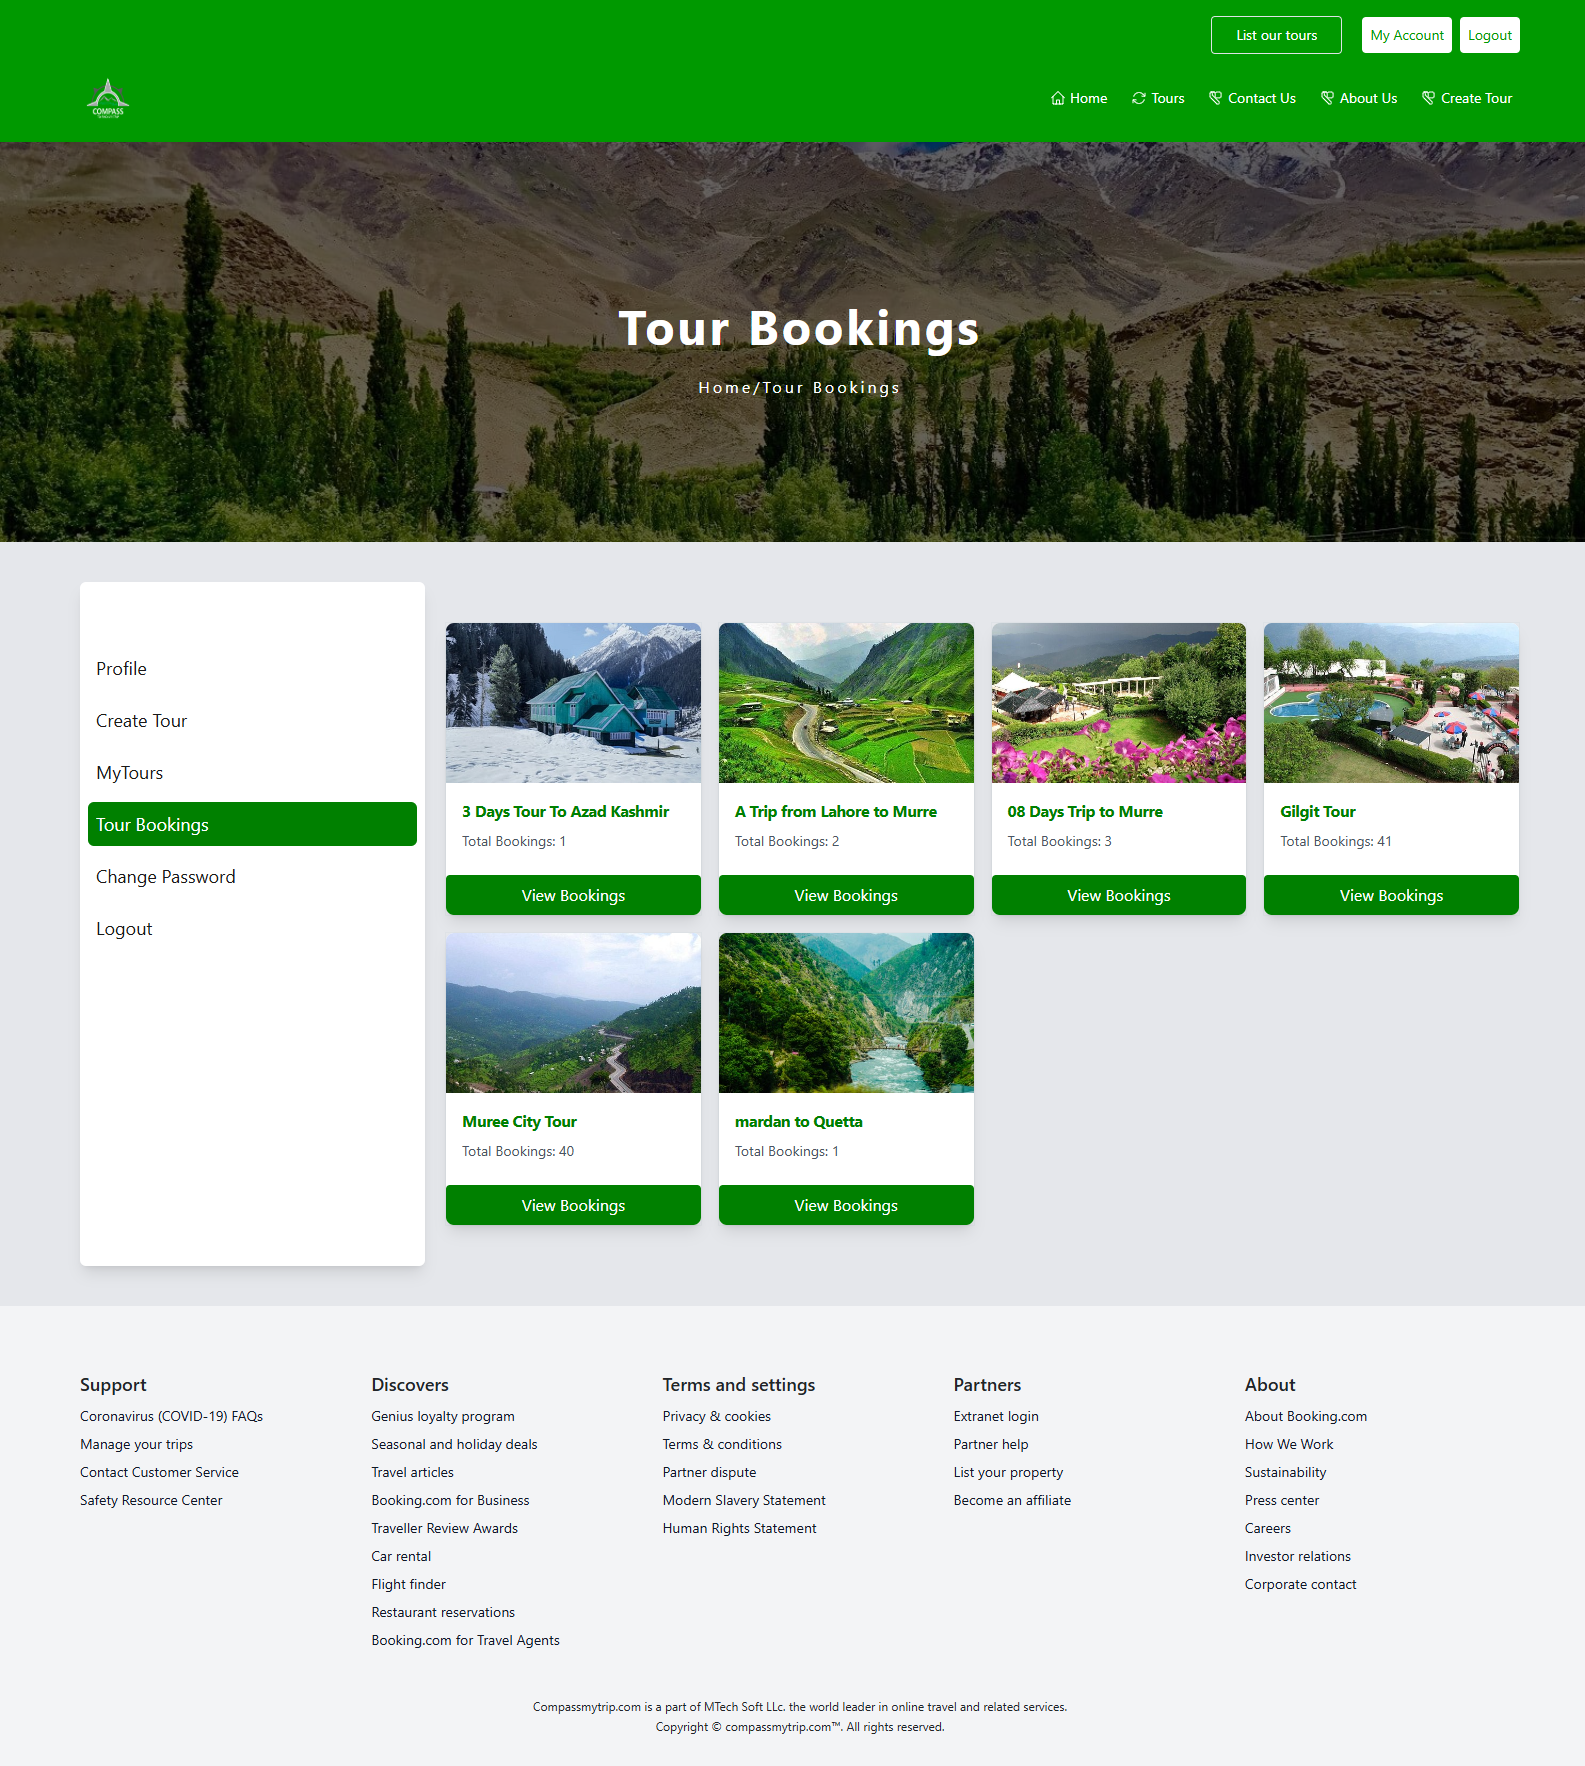 List our tours
My Account
Logout
COMPASS
Home
Tours
Contact Us
About Us
Create Tour
Tour Bookings
Home/Tour Bookings
Profile
Create Tour
MyTours
Tour Bookings
Change Password
Logout
3 Days Tour To Azad Kashmir
Total Bookings: 1
View Bookings
A Trip from Lahore to Murre
Total Bookings: 2
View Bookings
08 Days Trip to Murre
Total Bookings: 3
View Bookings
Gilgit Tour
Total Bookings: 41
View Bookings
Muree City Tour
Total Bookings: 40
View Bookings
mardan to Quetta
Total Bookings: 1
View Bookings
Support
Coronavirus (COVID-19) FAQs
Manage your trips
Contact Customer Service
Safety Resource Center
Discovers
Genius loyalty program
Seasonal and holiday deals
Travel articles
Booking.com for Business
Traveller Review Awards
Car rental
Flight finder
Restaurant reservations
Booking.com for Travel Agents
Terms and settings
Privacy & cookies
Terms & conditions
Partner dispute
Modern Slavery Statement
Human Rights Statement
Partners
Extranet login
Partner help
List your property
Become an affiliate
About
About Booking.com
How We Work
Sustainability
Press center
Careers
Investor relations
Corporate contact
Compassmytrip.com is a part of MTech Soft LLc. the world leader in online travel and related services.
Copyright © compassmytrip.com™. All rights reserved.